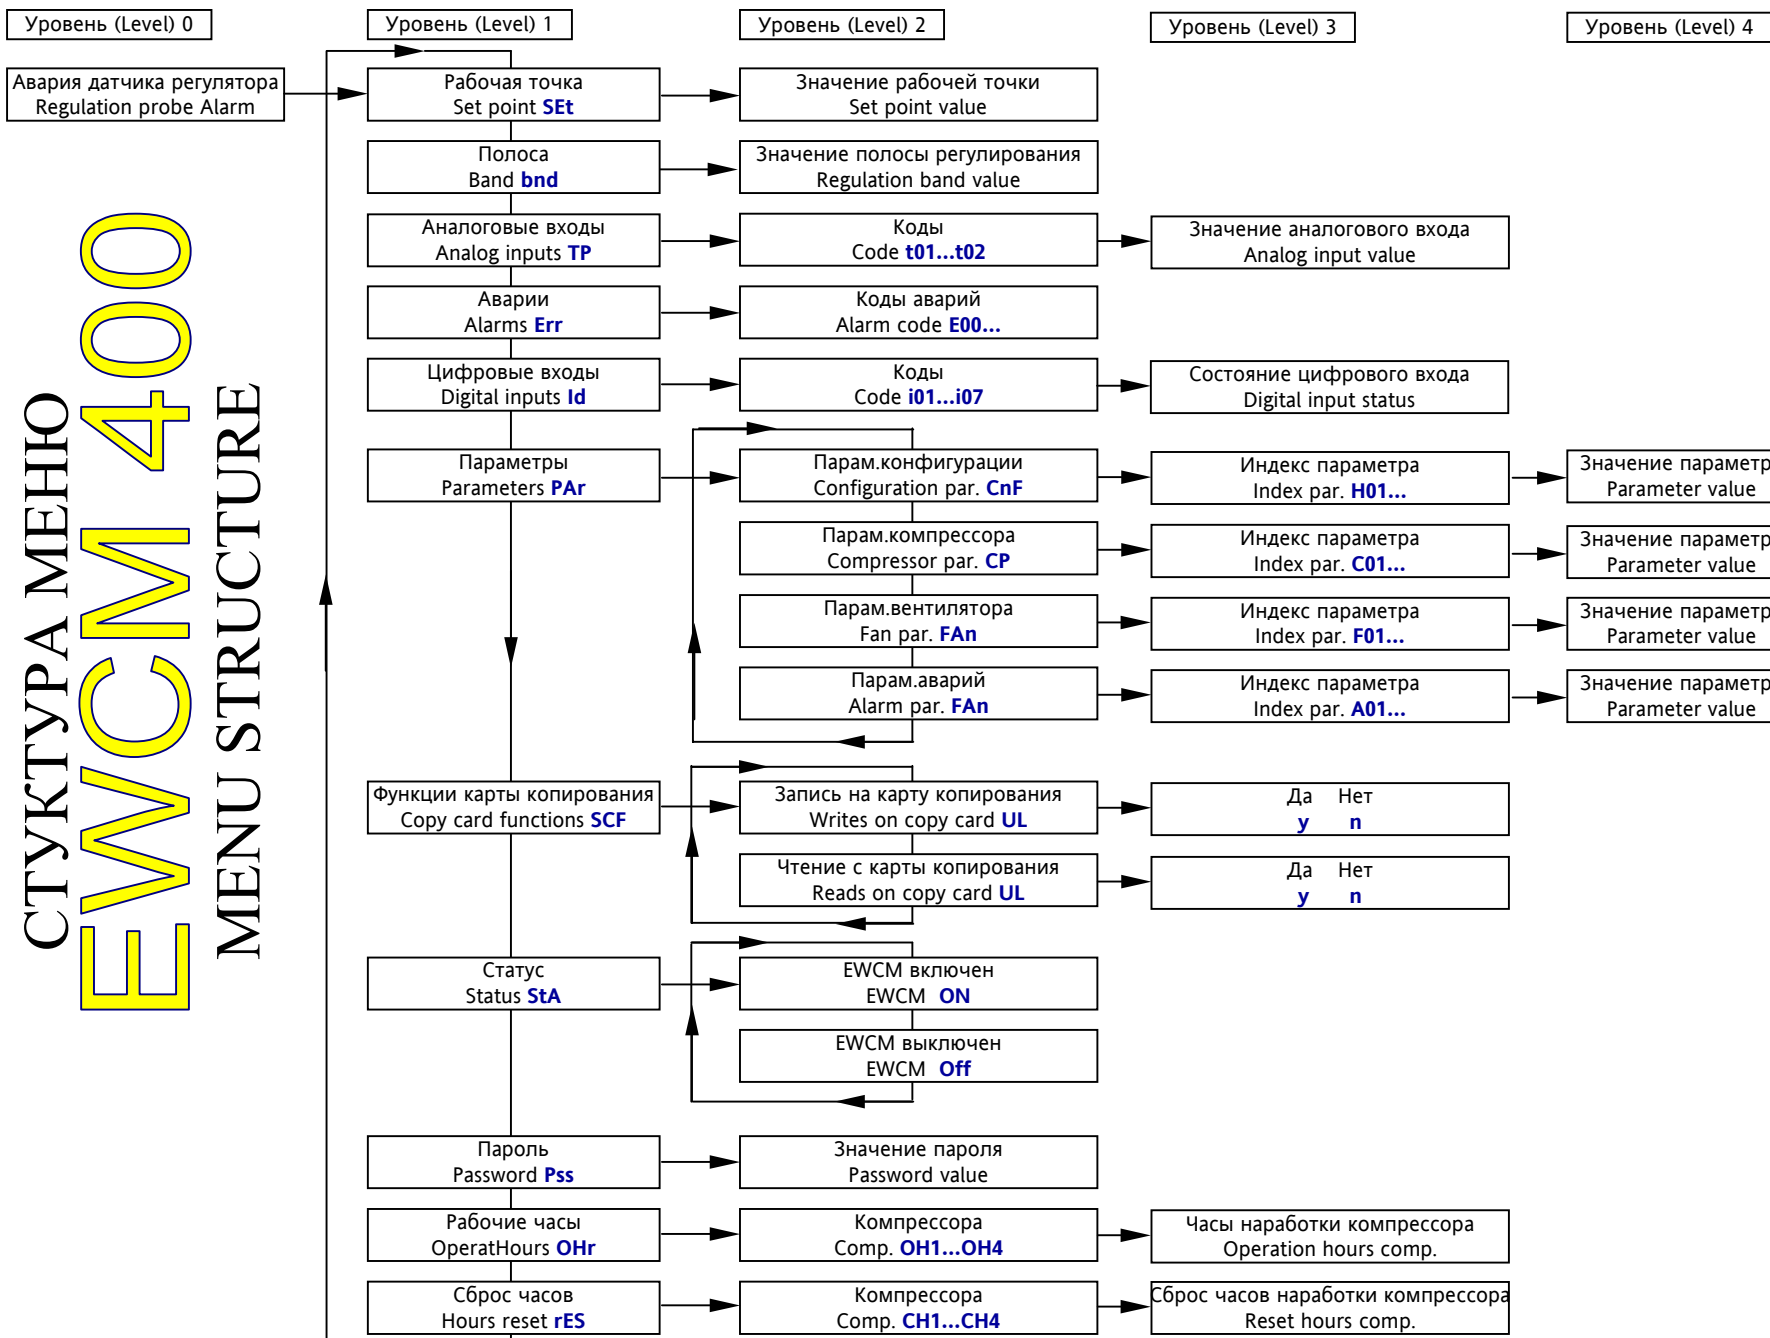 Уровень (Level) 0
Уровень (Level) 1
Уровень (Level) 2
Уровень (Level) 3
Уровень (Level) 4
Авария датчика регулятора
Regulation probe Alarm
Рабочая точка
Set point SEt
Значение рабочей точки
Set point value
Полоса
Band bnd
Значение полосы регулирования
Regulation band value
Аналоговые входы
Analog inputs TP
Коды
Code t01...t02
Значение аналогового входа
Analog input value
Аварии
Alarms Err
Коды аварий
Alarm code E00...
Цифровые входы
Digital inputs Id
Коды
Code i01...i07
Состояние цифрового входа
Digital input status
СТУКТУРА МЕНЮ
EWCM 400
MENU STRUCTURE
Параметры
Parameters PAr
Парам.конфигурации
Configuration par. CnF
Индекс параметра
Index par. H01...
Значение параметр
Parameter value
Парам.компрессора
Compressor par. CP
Индекс параметра
Index par. C01...
Значение параметр
Parameter value
Парам.вентилятора
Fan par. FAn
Индекс параметра
Index par. F01...
Значение параметр
Parameter value
Парам.аварий
Alarm par. FAn
Индекс параметра
Index par. A01...
Значение параметр
Parameter value
Функции карты копирования
Copy card functions SCF
Запись на карту копирования
Writes on copy card UL
Да Нет
y n
Чтение с карты копирования
Reads on copy card UL
Да Нет
y n
Статус
Status StA
EWCM включен
EWCM ON
EWCM выключен
EWCM Off
Пароль
Password Pss
Значение пароля
Password value
Рабочие часы
OperatHours OHr
Компрессора
Comp. OH1...OH4
Часы наработки компрессора
Operation hours comp.
Сброс часов
Hours reset rES
Компрессора
Comp. CH1...CH4
Сброс часов наработки компрессора
Reset hours comp.